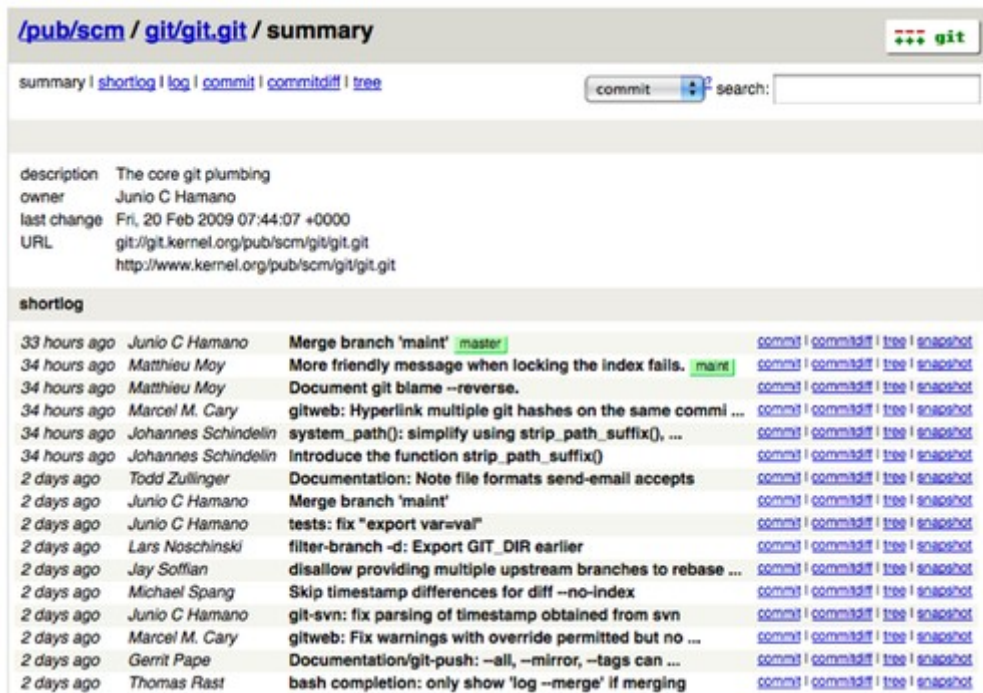 /pub/scm / git/git.git / summary
git
summary | shortlog | log | commit | commitdiff | tree
commit ? search:
description The core git plumbing
owner Junio C Hamano
last change Fri, 20 Feb 2009 07:44:07 +0000
URL git://git.kernel.org/pub/scm/git/git.git
http://www.kernel.org/pub/scm/git/git.git
shortlog
33 hours ago Junio C Hamano Merge branch 'maint' master commit | commitdiff | tree | snapshot
34 hours ago Matthieu Moy More friendly message when locking the index fails. maint commit | commitdiff | tree | snapshot
34 hours ago Matthieu Moy Document git blame --reverse. commit | commitdiff | tree | snapshot
34 hours ago Marcel M. Cary gitweb: Hyperlink multiple git hashes on the same commi ... commit | commitdiff | tree | snapshot
34 hours ago Johannes Schindelin system_path(): simplify using strip_path_suffix(), ... commit | commitdiff | tree | snapshot
34 hours ago Johannes Schindelin Introduce the function strip_path_suffix() commit | commitdiff | tree | snapshot
2 days ago Todd Zullinger Documentation: Note file formats send-email accepts commit | commitdiff | tree | snapshot
2 days ago Junio C Hamano Merge branch 'maint' commit | commitdiff | tree | snapshot
2 days ago Junio C Hamano tests: fix "export var=val" commit | commitdiff | tree | snapshot
2 days ago Lars Noschinski filter-branch -d: Export GIT_DIR earlier commit | commitdiff | tree | snapshot
2 days ago Jay Soffian disallow providing multiple upstream branches to rebase ... commit | commitdiff | tree | snapshot
2 days ago Michael Spang Skip timestamp differences for diff --no-index commit | commitdiff | tree | snapshot
2 days ago Junio C Hamano git-svn: fix parsing of timestamp obtained from svn commit | commitdiff | tree | snapshot
2 days ago Marcel M. Cary gitweb: Fix warnings with override permitted but no ... commit | commitdiff | tree | snapshot
2 days ago Gerrit Pape Documentation/git-push: --all, --mirror, --tags can ... commit | commitdiff | tree | snapshot
2 days ago Thomas Rast bash completion: only show 'log --merge' if merging commit | commitdiff | tree | snapshot